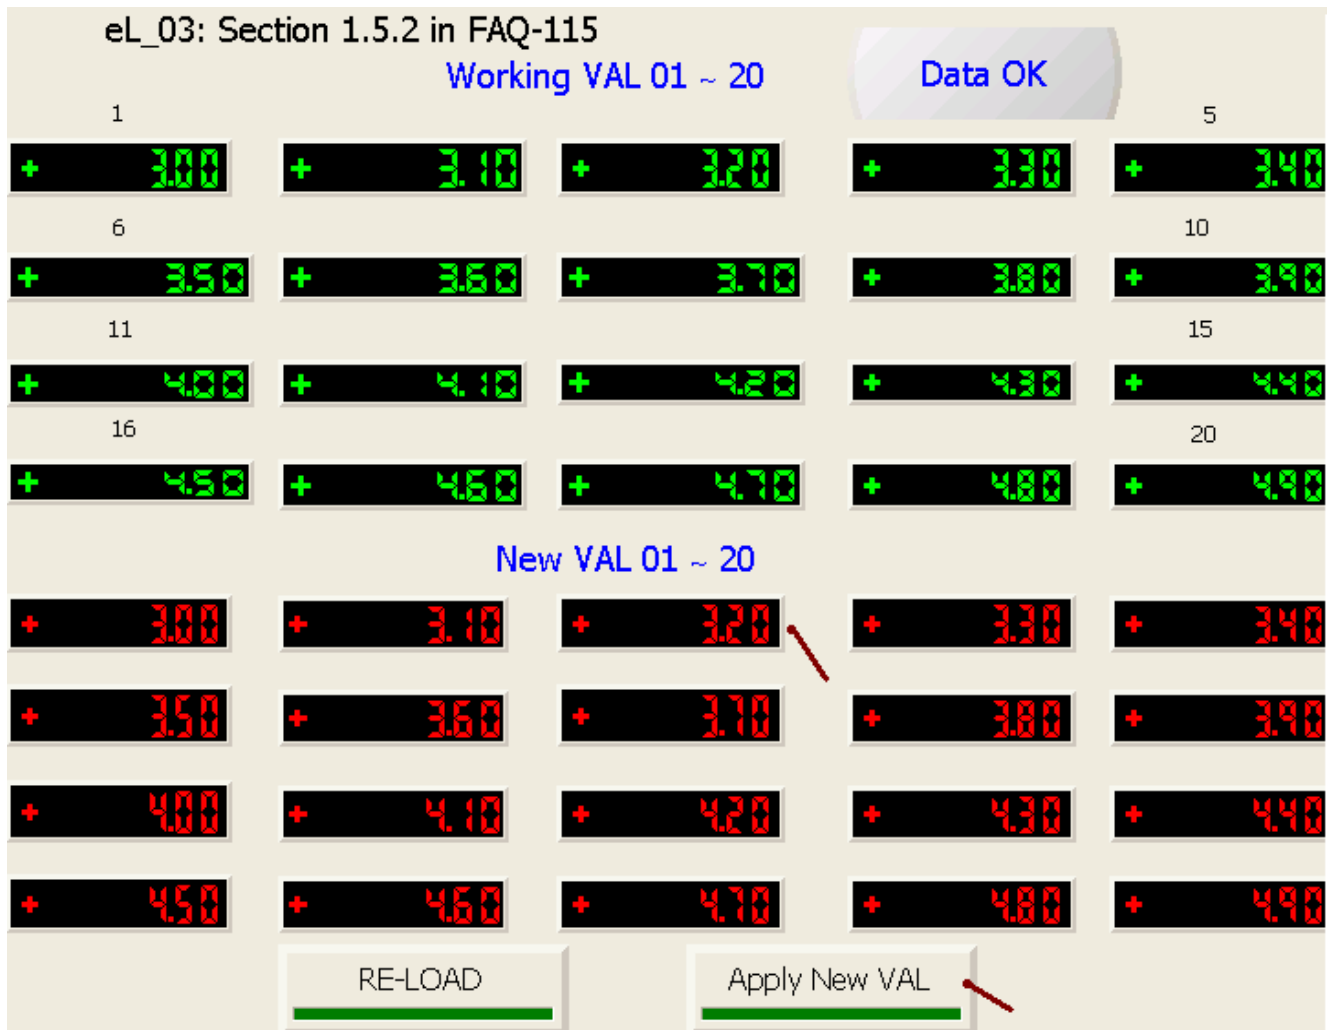 eL_03: Section 1.5.2 in FAQ-115
Working VAL 01 ~ 20
Data OK
1 5
+ 3.00 + 3.10 + 3.20 + 3.30 + 3.40
6 10
+ 3.50 + 3.60 + 3.70 + 3.80 + 3.90
11 15
+ 4.00 + 4.10 + 4.20 + 4.30 + 4.40
16 20
+ 4.50 + 4.60 + 4.70 + 4.80 + 4.90
New VAL 01 ~ 20
+ 3.00 + 3.10 + 3.20 + 3.30 + 3.40
+ 3.50 + 3.60 + 3.70 + 3.80 + 3.90
+ 4.00 + 4.10 + 4.20 + 4.30 + 4.40
+ 4.50 + 4.60 + 4.70 + 4.80 + 4.90
RE-LOAD Apply New VAL